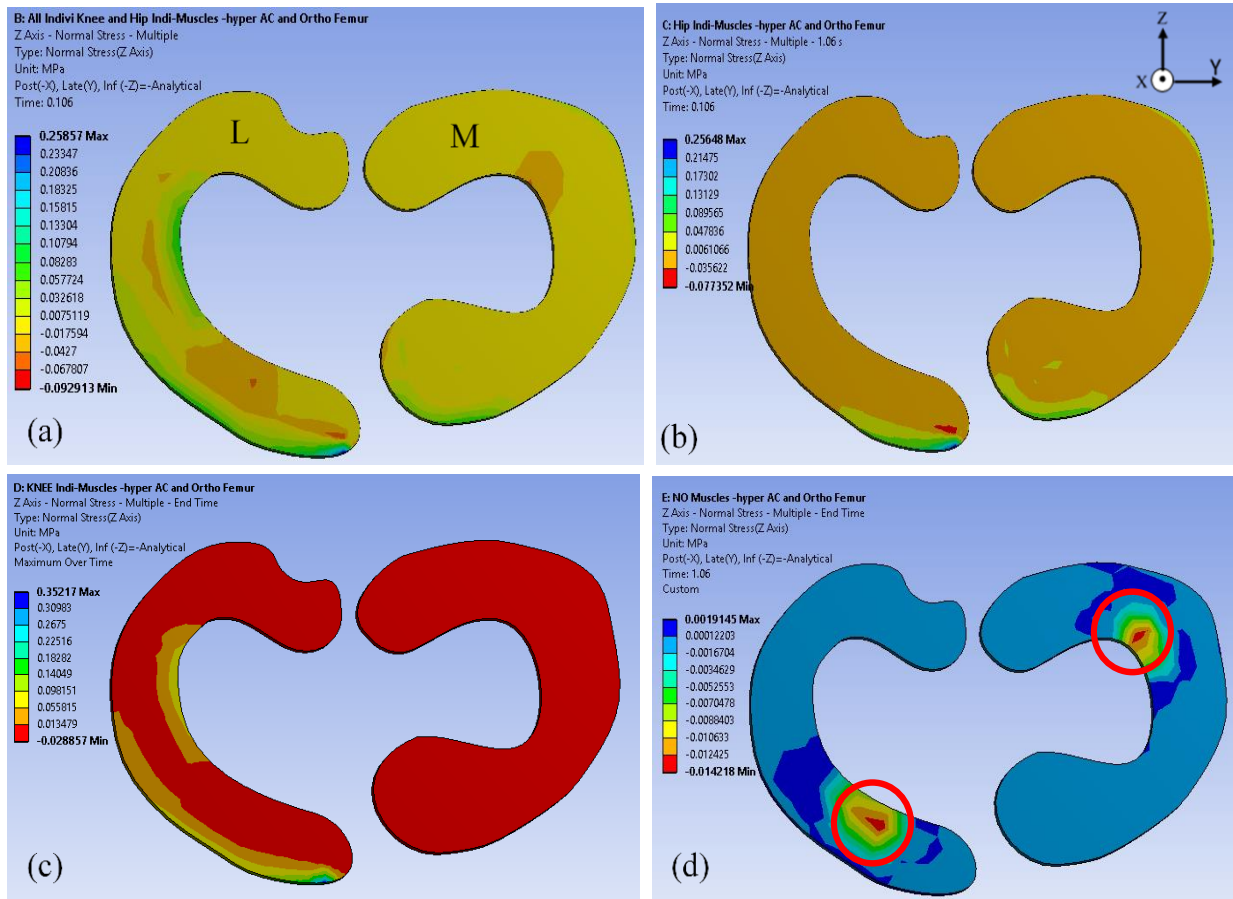 B: All Indivi Knee and Hip Indi-Muscles -hyper AC and Ortho Femur
Z Axis - Normal Stress - Multiple
Type: Normal Stress(Z Axis)
Unit: MPa
Post(-X), Late(Y), Inf (-Z)=-Analytical
Time: 0.106
0.25857 Max
0.23347
0.20836
0.18325
0.15815
0.13304
0.10794
0.08283
0.057724
0.032618
0.0075119
-0.017594
-0.0427
-0.067807
-0.092913 Min
L
M
(a)
C: Hip Indi-Muscles -hyper AC and Ortho Femur
Z Axis - Normal Stress - Multiple - 1.06 s
Type: Normal Stress(Z Axis)
Unit: MPa
Post(-X), Late(Y), Inf (-Z)=-Analytical
Time: 0.106
Z
X
Y
0.25648 Max
0.21475
0.17302
0.13129
0.089565
0.047836
0.0061066
-0.035622
-0.077352 Min
(b)
D: KNEE Indi-Muscles -hyper AC and Ortho Femur
Z Axis - Normal Stress - Multiple - End Time
Type: Normal Stress(Z Axis)
Unit: MPa
Post(-X), Late(Y), Inf (-Z)=-Analytical
Maximum Over Time
0.35217 Max
0.30983
0.2675
0.22516
0.18282
0.14049
0.098151
0.055815
0.013479
-0.028857 Min
(c)
E: NO Muscles -hyper AC and Ortho Femur
Z Axis - Normal Stress - Multiple - End Time
Type: Normal Stress(Z Axis)
Unit: MPa
Post(-X), Late(Y), Inf (-Z)=-Analytical
Time: 1.06
Custom
0.0019145 Max
0.00012203
-0.0016704
-0.0034629
-0.0052553
-0.0070478
-0.0088403
-0.010633
-0.012425
-0.014218 Min
(d)